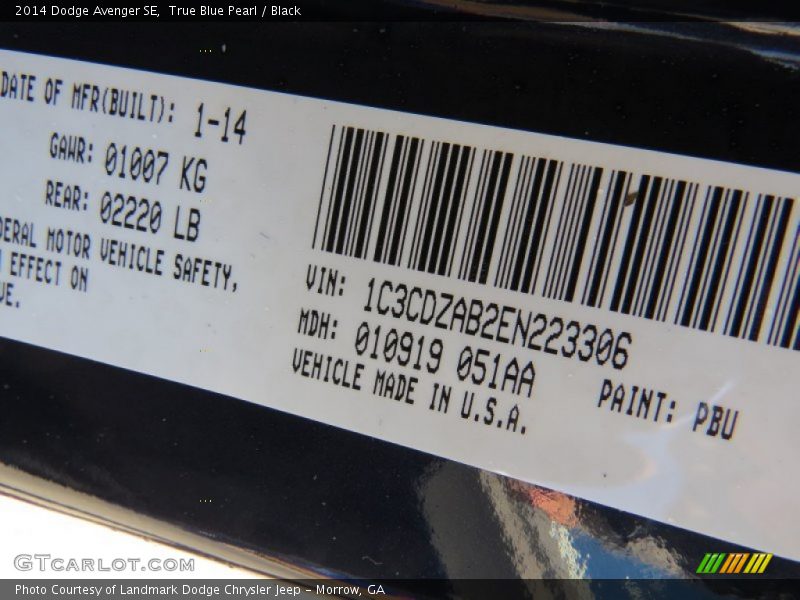 2014 Dodge Avenger SE,  True Blue Pearl / Black
DATE OF MFR(BUILT): 1-14
GAWR: 01007 KG
REAR: 02220 LB
MOTOR VEHICLE SAFETY,
EFFECT ON
VIN: 1C3CDZAB2EN223306
MDH: 010919 051AA
PAINT: PBU
VEHICLE MADE IN U.S.A.
GTcarlot.com
Photo Courtesy of Landmark Dodge Chrysler Jeep - Morrow, GA